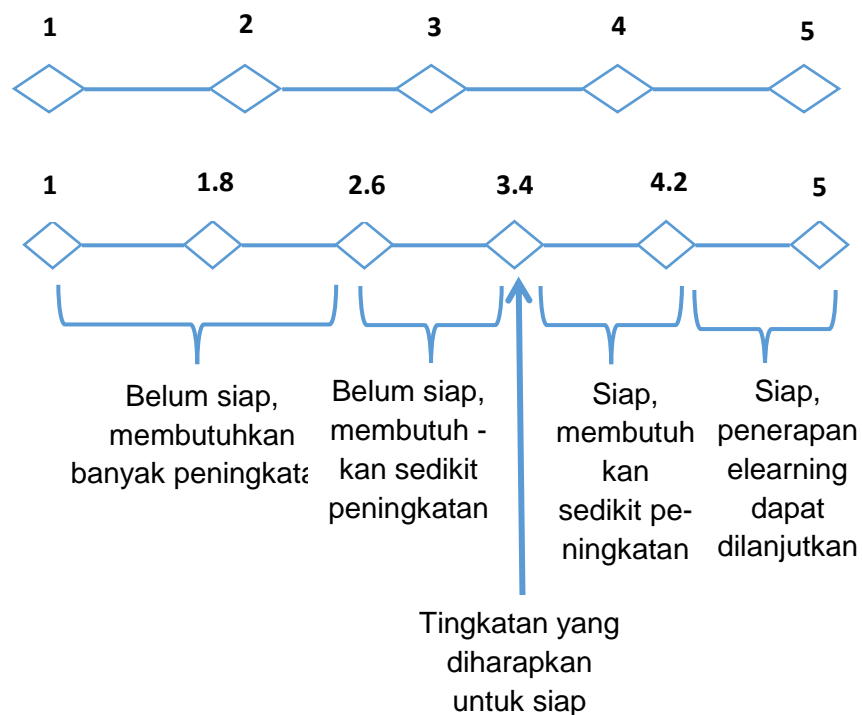 1 2 3 4 5
1 1.8 2.6 3.4 4.2 5
Belum siap,
membutuhkan
banyak peningkata
Belum siap,
membutuh -
kan sedikit
peningkatan
Siap,
membutuh
kan
sedikit pe-
ningkatan
Siap,
penerapan
elearning
dapat
dilanjutkan
Tingkatan yang
diharapkan
untuk siap